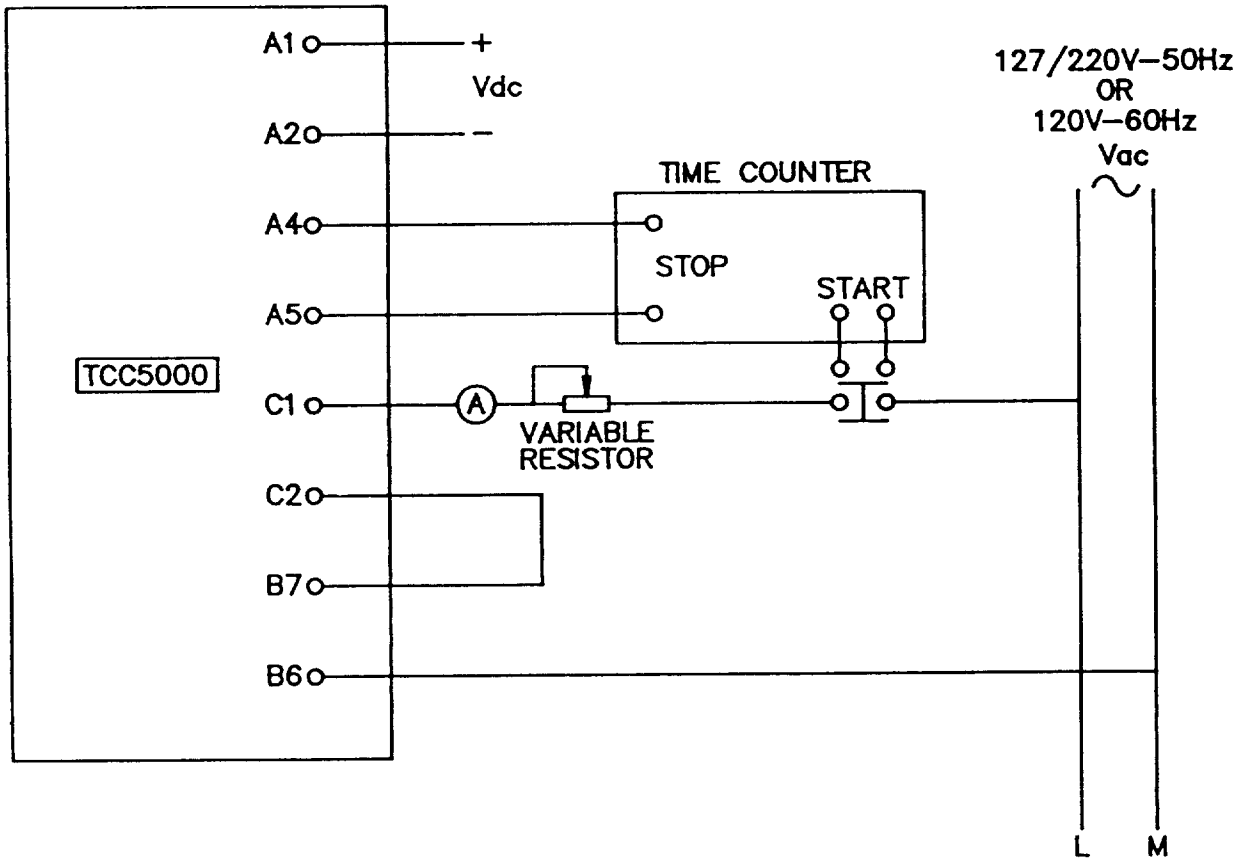 A1
+
Vdc
A2
−
127/220V−50Hz
OR
120V−60Hz
Vac
TIME COUNTER
A4
STOP
START
A5
TCC5000
C1
A
VARIABLE
RESISTOR
C2
B7
B6
L
M